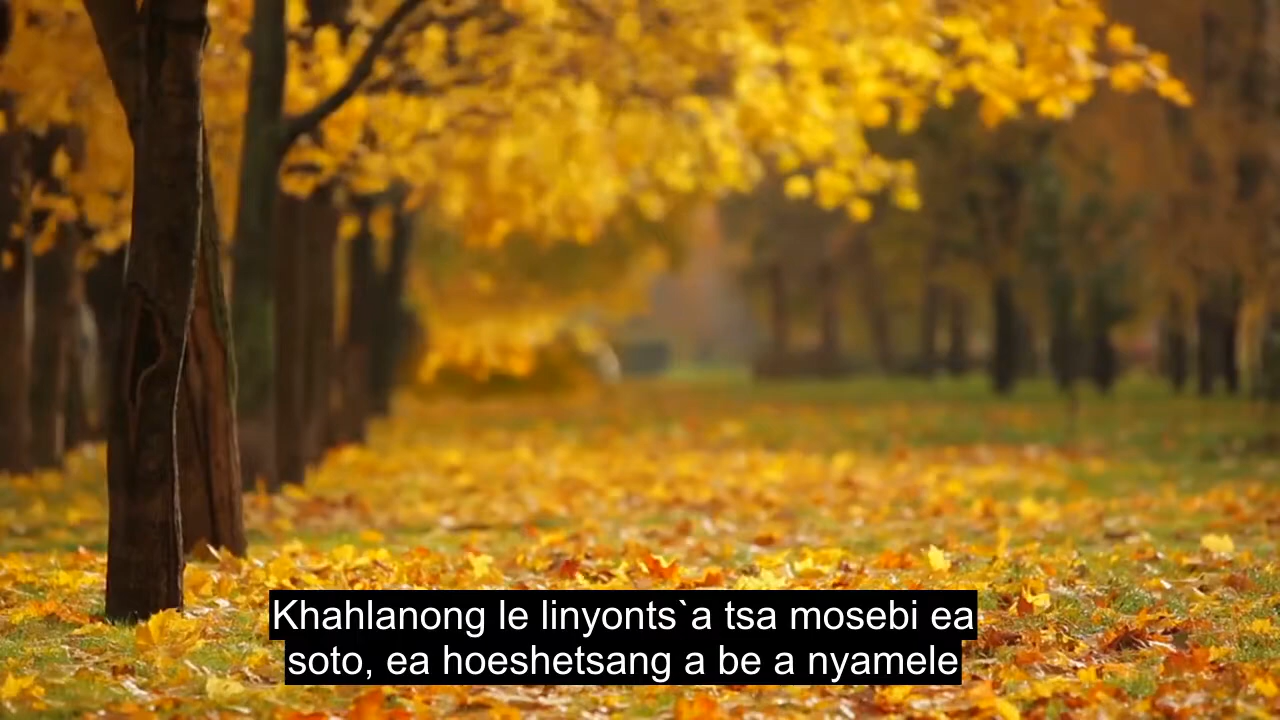 Khahlanong le linyonts`a tsa mosebi ea
soto, ea hoeshetsang a be a nyamele